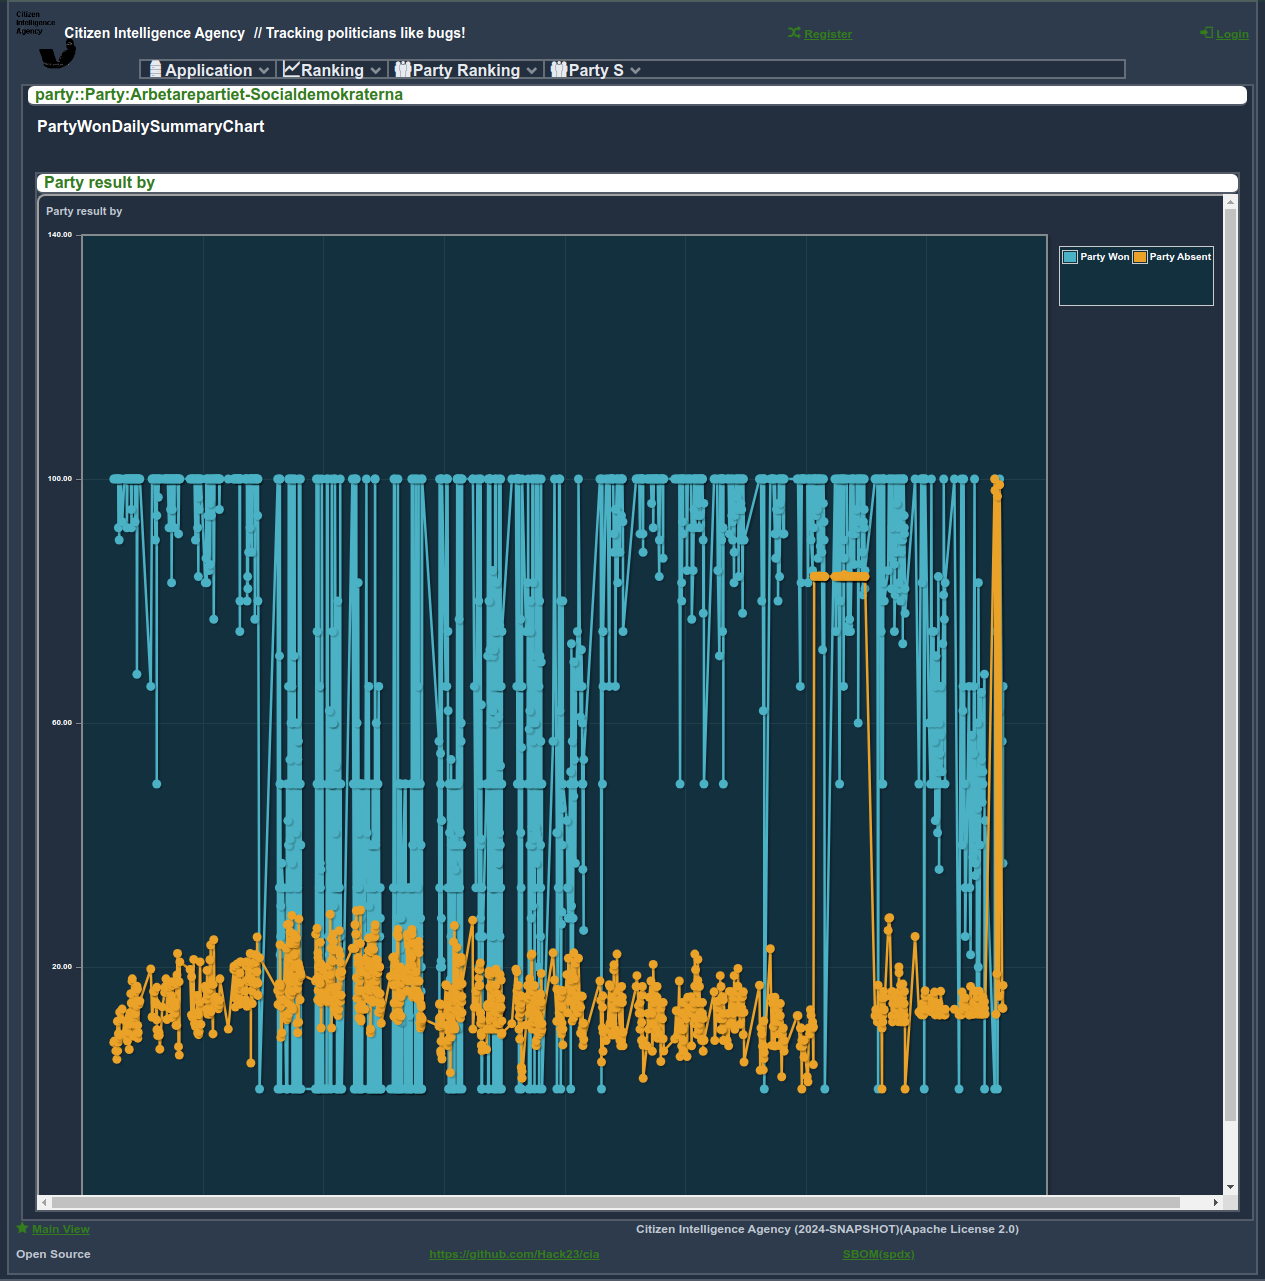 Citizen
Intelligence
Agency
Citizen Intelligence Agency // Tracking politicians like bugs!
Register
Login
Application
Ranking
Party Ranking
Party S
party::Party:Arbetarepartiet-Socialdemokraterna
PartyWonDailySummaryChart
Party result by
Party result by
140.00
Party Won
Party Absent
100.00
60.00
20.00
Main View
Citizen Intelligence Agency (2024-SNAPSHOT)(Apache License 2.0)
Open Source
https://github.com/Hack23/cia
SBOM(spdx)